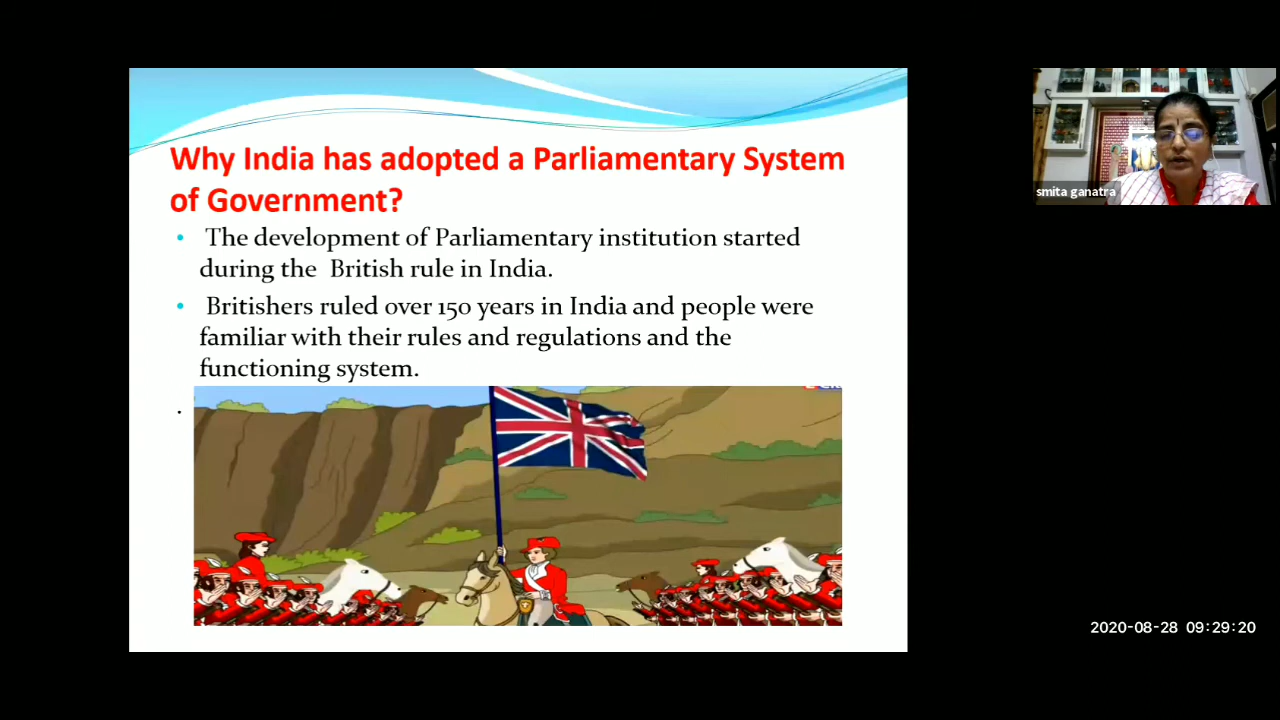 Why India has adopted a Parliamentary System
of Government?
• The development of Parliamentary institution started
during the British rule in India.
• Britishers ruled over 150 years in India and people were
familiar with their rules and regulations and the
functioning system.
.
smita ganatra
2020-08-28 09:29:20